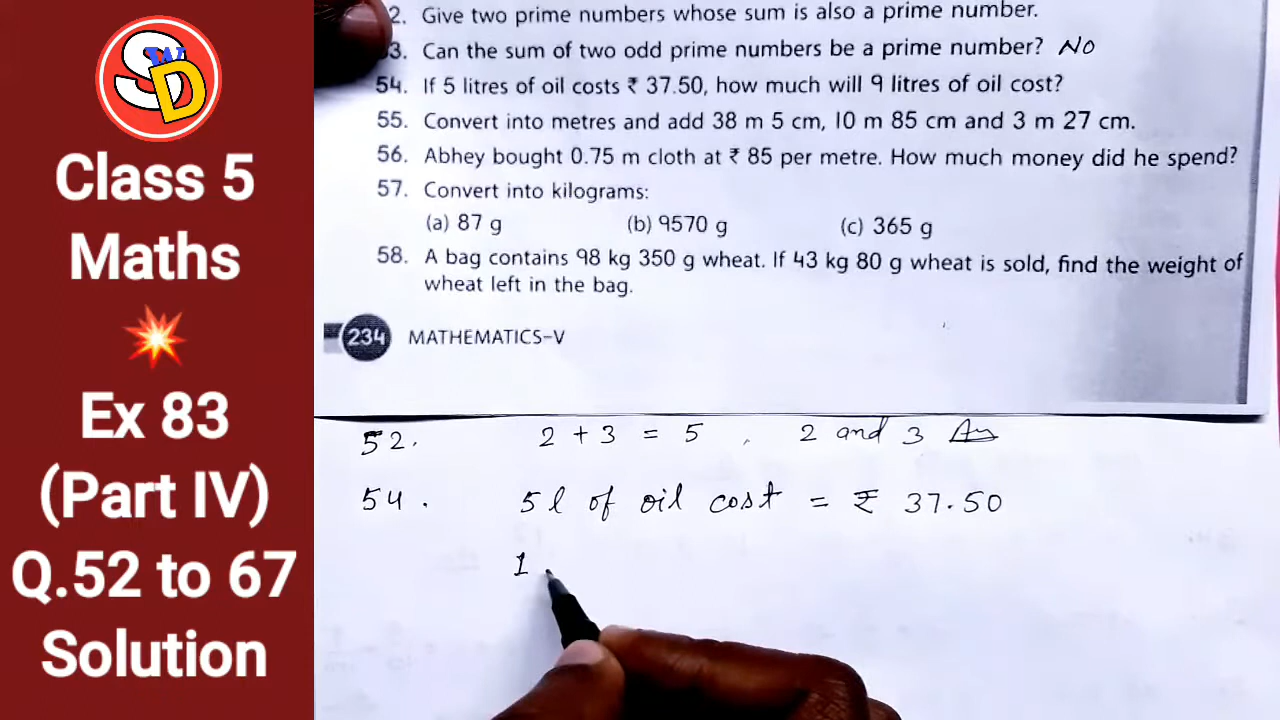 SWD
Class 5
Maths
Ex 83
(Part IV)
Q.52 to 67
Solution
2. Give two prime numbers whose sum is also a prime number.
3. Can the sum of two odd prime numbers be a prime number? NO
54. If 5 litres of oil costs ₹ 37.50, how much will 9 litres of oil cost?
55. Convert into metres and add 38 m 5 cm, 10 m 85 cm and 3 m 27 cm.
56. Abhey bought 0.75 m cloth at ₹ 85 per metre. How much money did he spend?
57. Convert into kilograms:
(a) 87 g (b) 9570 g (c) 365 g
58. A bag contains 98 kg 350 g wheat. If 43 kg 80 g wheat is sold, find the weight of
wheat left in the bag.
234 MATHEMATICS-V
52. 2 + 3 = 5 , 2 and 3 Ans
54. 5 l of oil cost = ₹ 37.50
1